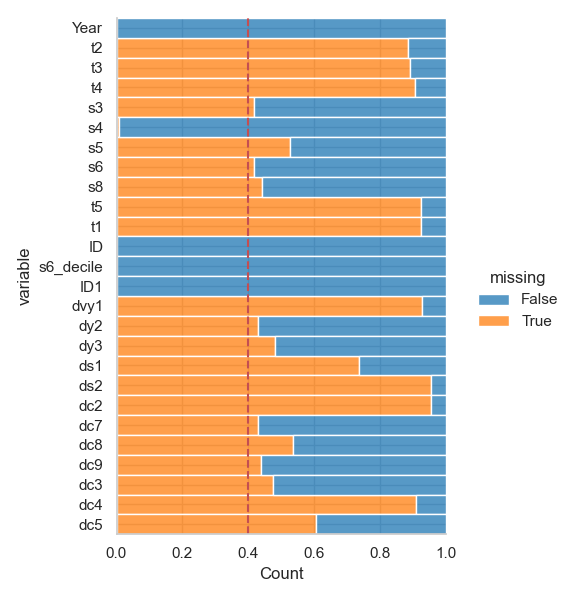 Year
t2
t3
t4
s3
s4
s5
s6
s8
t5
t1
ID
s6_decile
ID1
dvy1
dy2
dy3
ds1
ds2
dc2
dc7
dc8
dc9
dc3
dc4
dc5
variable
0.0 0.2 0.4 0.6 0.8 1.0
Count
missing
False
True